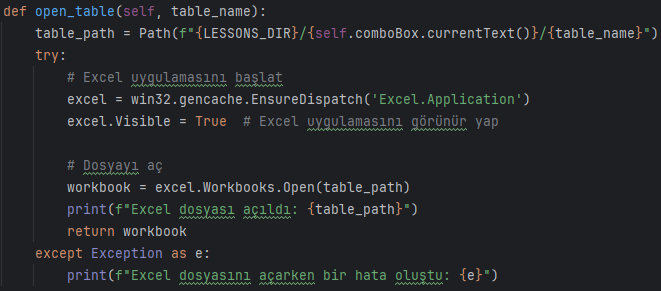 def open_table(self, table_name):
    table_path = Path(f"{LESSONS_DIR}/{self.comboBox.currentText()}/{table_name}")
    try:
        # Excel uygulamasını başlat
        excel = win32.gencache.EnsureDispatch('Excel.Application')
        excel.Visible = True  # Excel uygulamasını görünür yap

        # Dosyayı aç
        workbook = excel.Workbooks.Open(table_path)
        print(f"Excel dosyası açıldı: {table_path}")
        return workbook
    except Exception as e:
        print(f"Excel dosyasını açarken bir hata oluştu: {e}")